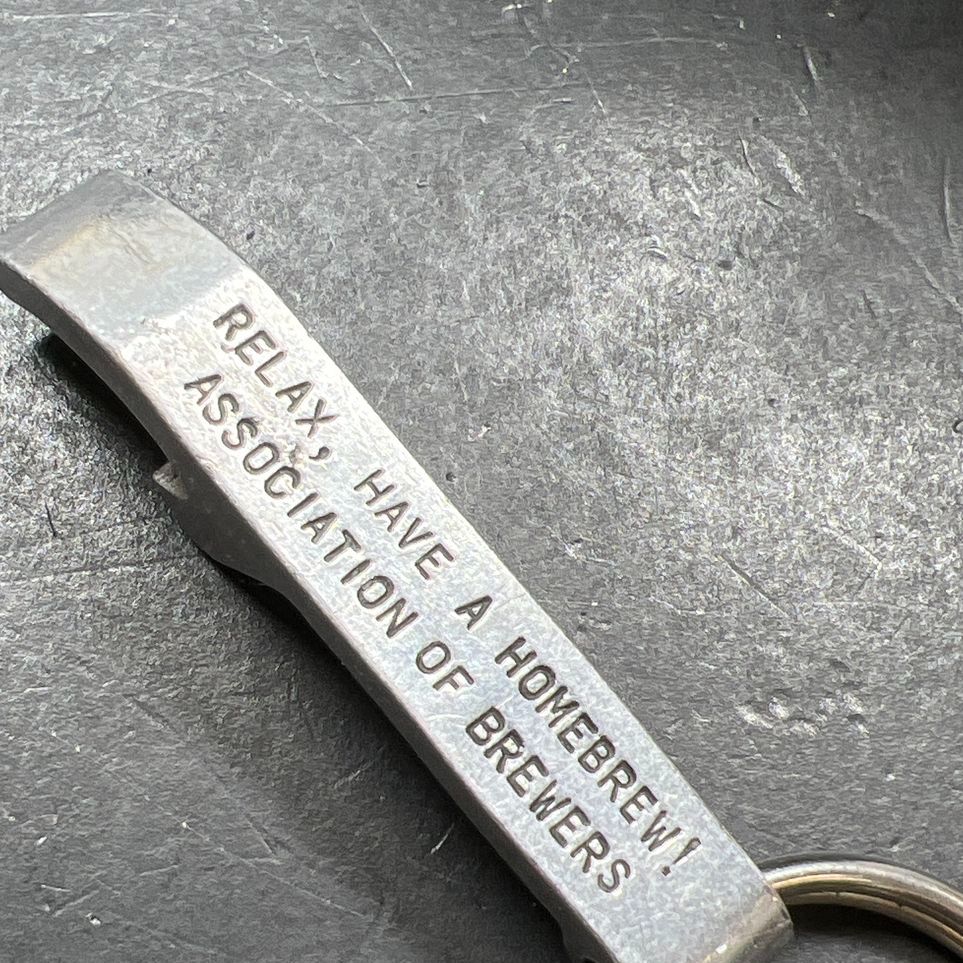 RELAX, HAVE A HOMEBREW!
ASSOCIATION OF BREWERS